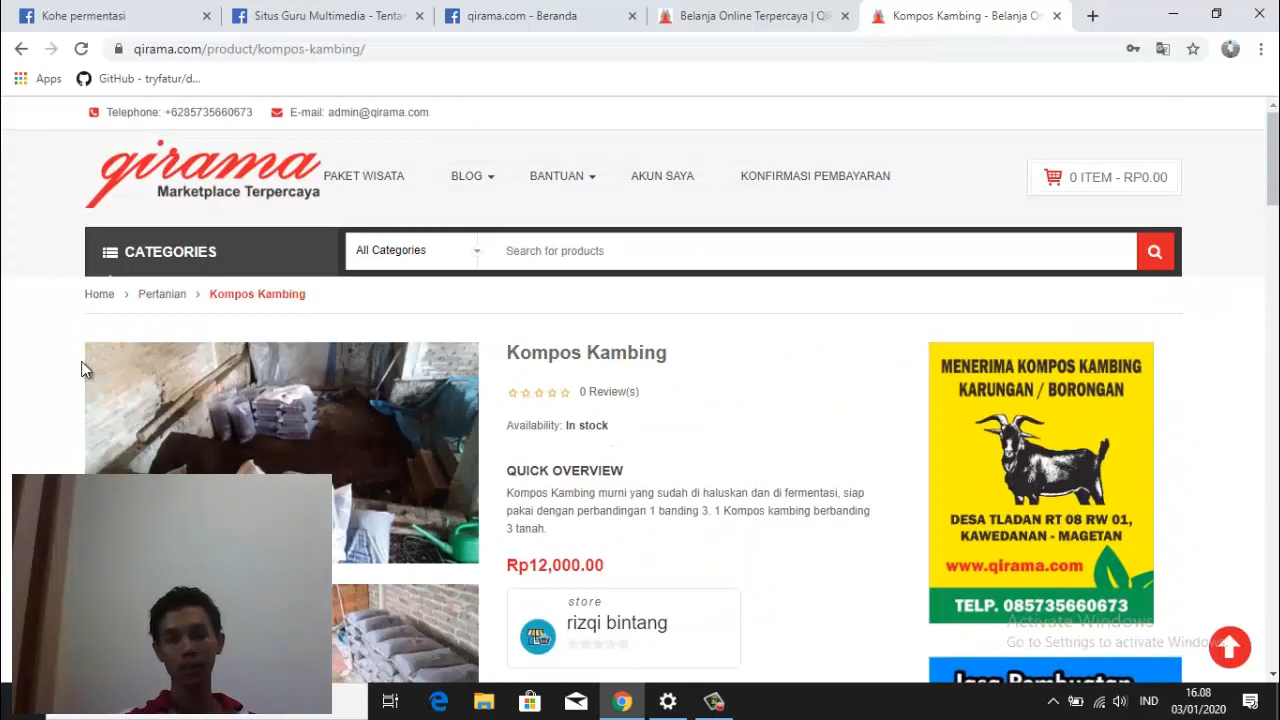 Kohe permentasi
Situs Guru Multimedia - Tentan
qirama.com - Beranda
Belanja Online Terpercaya | QIR
Kompos Kambing - Belanja On
qirama.com/product/kompos-kambing/
Apps
GitHub - tryfatur/d...
Telephone: +6285735660673
E-mail: admin@qirama.com
qirama
Marketplace Terpercaya
PAKET WISATA
BLOG
BANTUAN
AKUN SAYA
KONFIRMASI PEMBAYARAN
0 ITEM - RP0.00
CATEGORIES
All Categories
Search for products
Home › Pertanian › Kompos Kambing
Kompos Kambing
0 Review(s)
Availability: In stock
QUICK OVERVIEW
Kompos Kambing murni yang sudah di haluskan dan di fermentasi, siap
pakai dengan perbandingan 1 banding 3. 1 Kompos kambing berbanding
3 tanah.
Rp12,000.00
store
rizqi bintang
MENERIMA KOMPOS KAMBING
KARUNGAN / BORONGAN
DESA TLADAN RT 08 RW 01,
KAWEDANAN - MAGETAN
www.qirama.com
TELP. 085735660673
Activate Windows
Go to Settings to activate Windows
Jasa Pembuatan
IND
16.08
03/01/2020